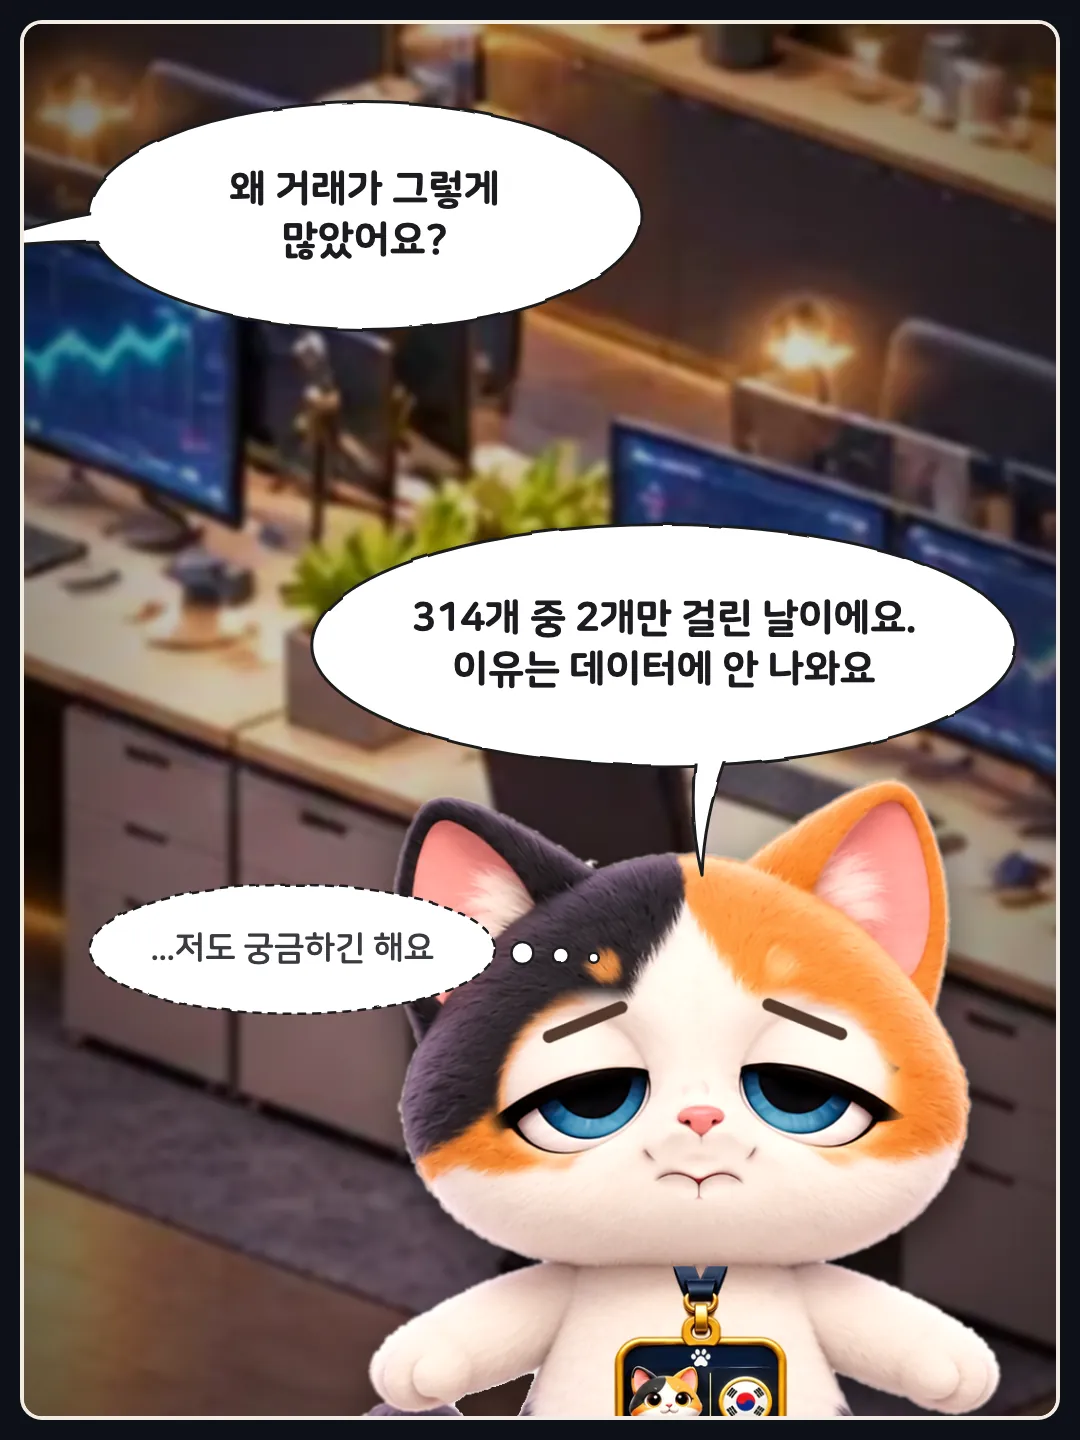 왜 거래가 그렇게
많았어요?
314개 중 2개만 걸린 날이에요.
이유는 데이터에 안 나와요
...저도 궁금하긴 해요